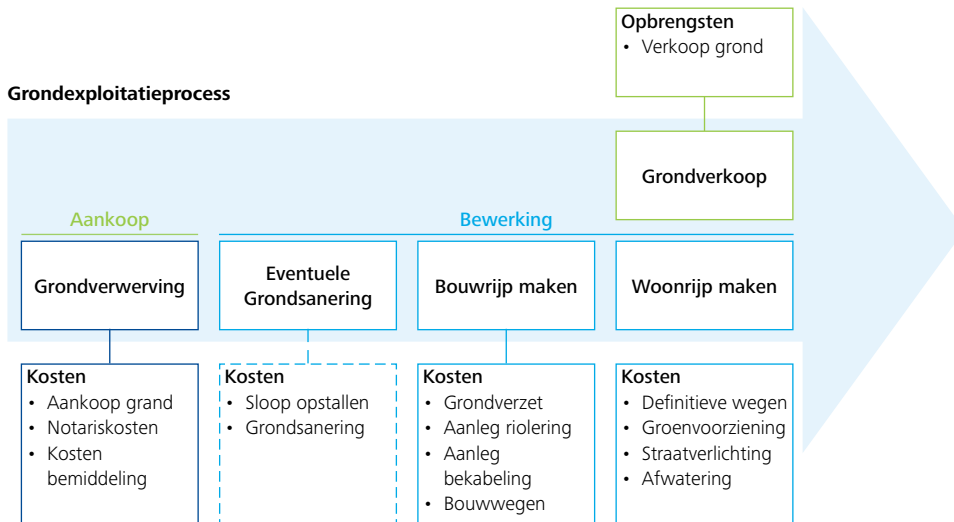 Opbrengsten
• Verkoop grond
Grondexploitatieprocess
Grondverkoop
Aankoop
Bewerking
Grondverwerving
Eventuele
Grondsanering
Bouwrijp maken
Woonrijp maken
Kosten
• Aankoop grand
• Notariskosten
• Kosten
bemiddeling
Kosten
• Sloop opstallen
• Grondsanering
Kosten
• Grondverzet
• Aanleg riolering
• Aanleg
bekabeling
• Bouwwegen
Kosten
• Definitieve wegen
• Groenvoorziening
• Straatverlichting
• Afwatering